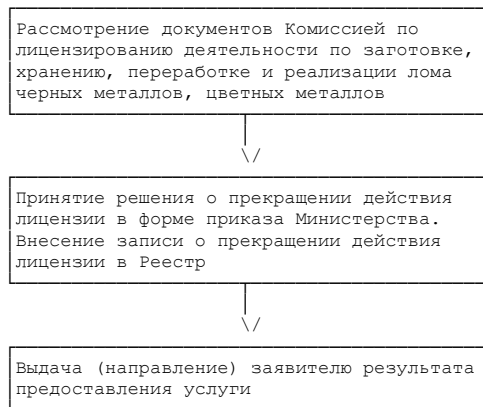 Рассмотрение документов Комиссией по
лицензированию деятельности по заготовке,
хранению, переработке и реализации лома
черных металлов, цветных металлов
Принятие решения о прекращении действия
лицензии в форме приказа Министерства.
Внесение записи о прекращении действия
лицензии в Реестр
Выдача (направление) заявителю результата
предоставления услуги